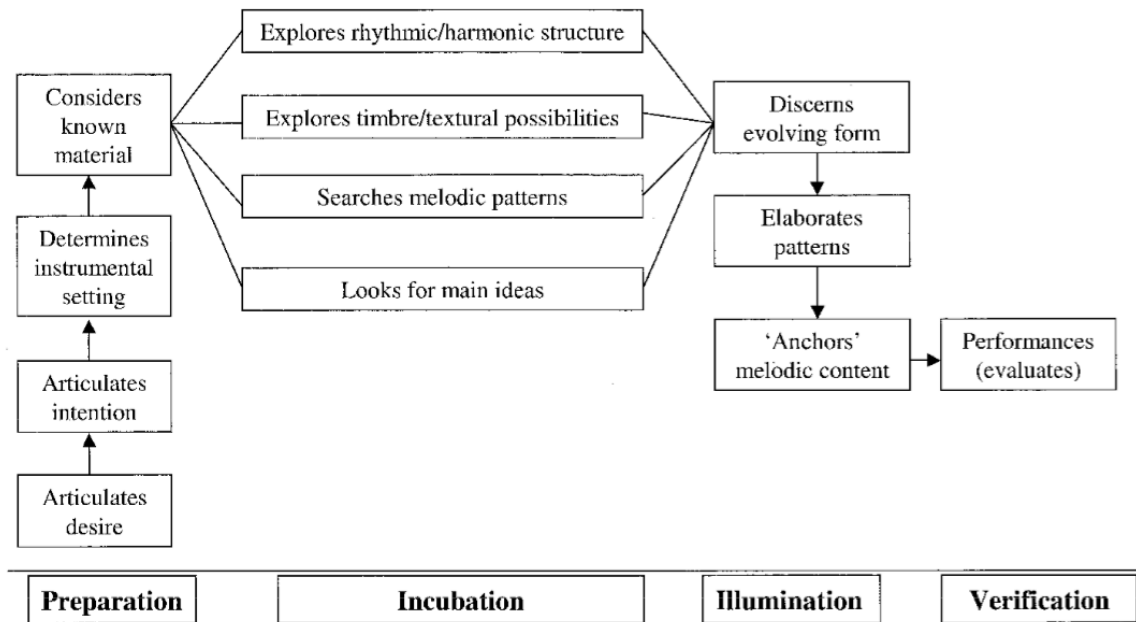 Explores rhythmic/harmonic structure
Considers
known
material
Explores timbre/textural possibilities
Discerns
evolving form
Searches melodic patterns
Determines
instrumental
setting
Elaborates
patterns
Looks for main ideas
‘Anchors’
melodic content
Performances
(evaluates)
Articulates
intention
Articulates
desire
Preparation
Incubation
Illumination
Verification